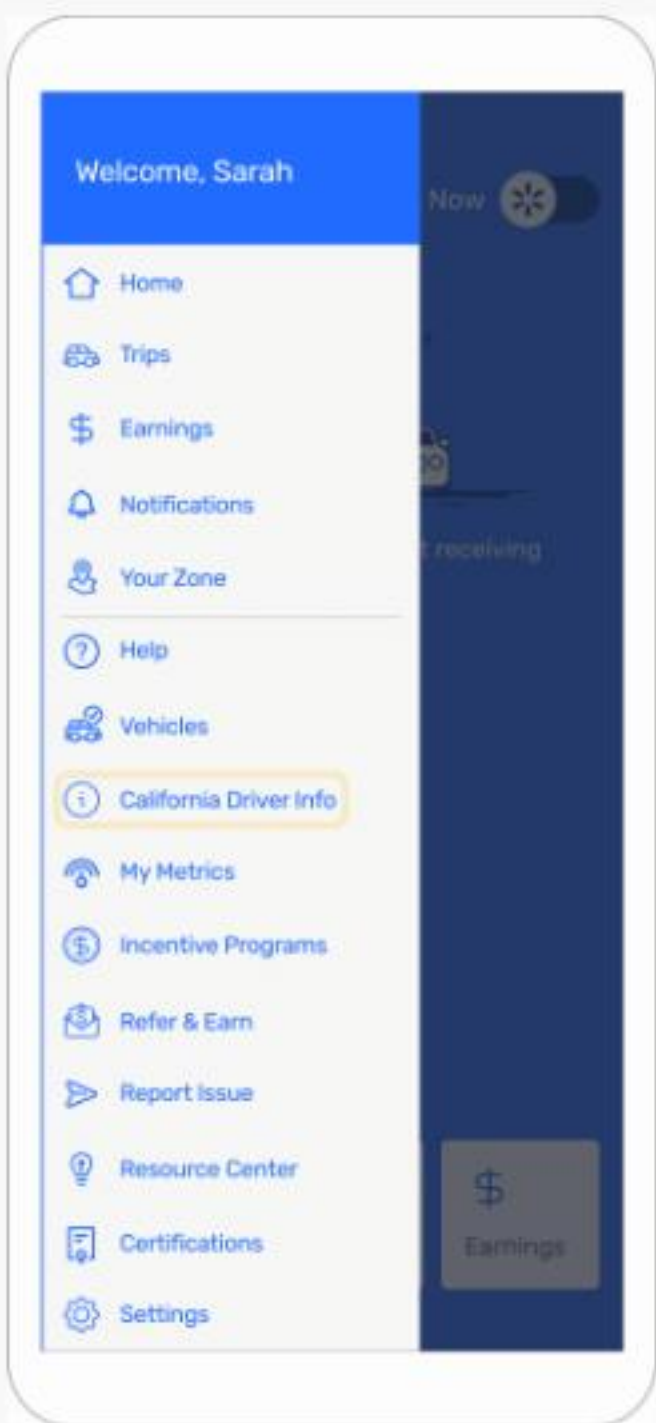 Welcome, Sarah
Now
Home
Trips
Earnings
Notifications
Your Zone
receiving
Help
Vehicles
California Driver Info
My Metrics
Incentive Programs
Refer & Earn
Report Issue
Resource Center
Certifications
Settings
$
Earnings